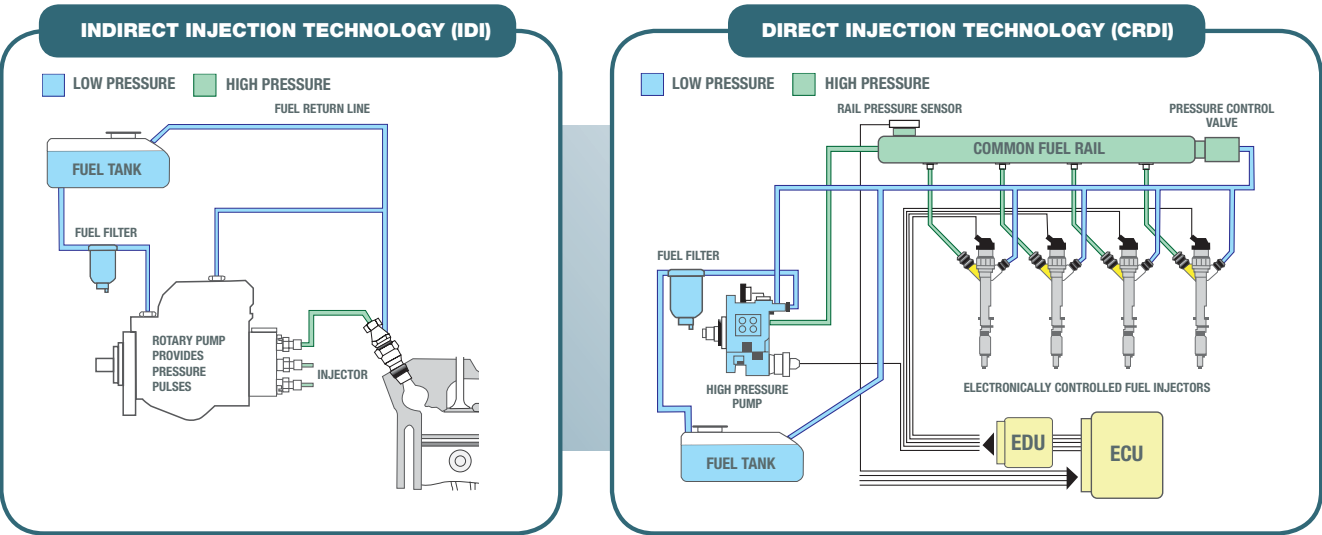 INDIRECT INJECTION TECHNOLOGY (IDI)
LOW PRESSURE
HIGH PRESSURE
FUEL RETURN LINE
FUEL TANK
FUEL FILTER
ROTARY PUMP
PROVIDES
PRESSURE
PULSES
INJECTOR
DIRECT INJECTION TECHNOLOGY (CRDI)
LOW PRESSURE
HIGH PRESSURE
RAIL PRESSURE SENSOR
PRESSURE CONTROL
VALVE
COMMON FUEL RAIL
FUEL FILTER
HIGH PRESSURE
PUMP
ELECTRONICALLY CONTROLLED FUEL INJECTORS
FUEL TANK
EDU
ECU